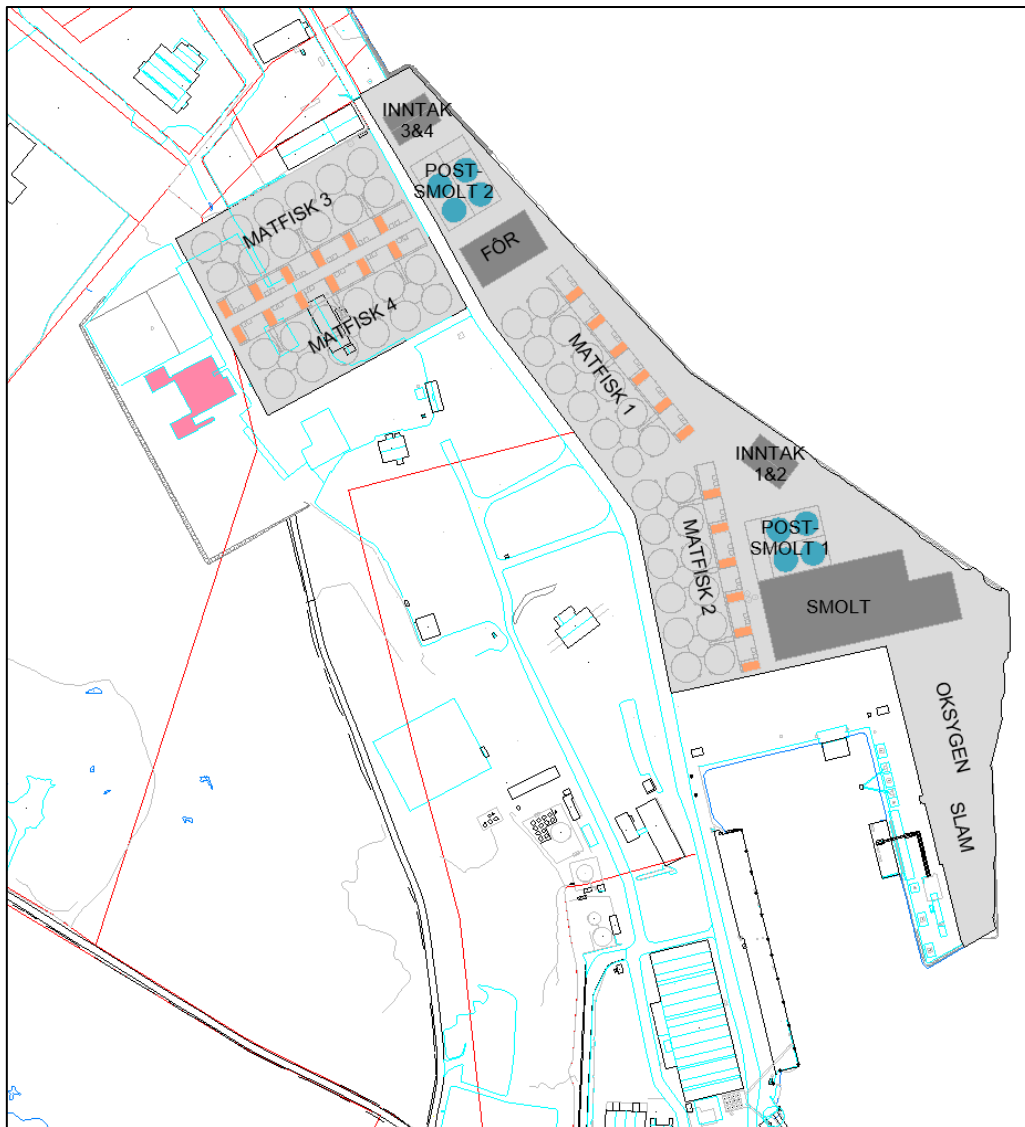 INNTAK
3&4
POST-
SMOLT 2
MATFISK 3
FÔR
MATFISK 4
MATFISK 1
INNTAK
1&2
MATFISK 2
POST-
SMOLT 1
SMOLT
OKSYGEN SLAM